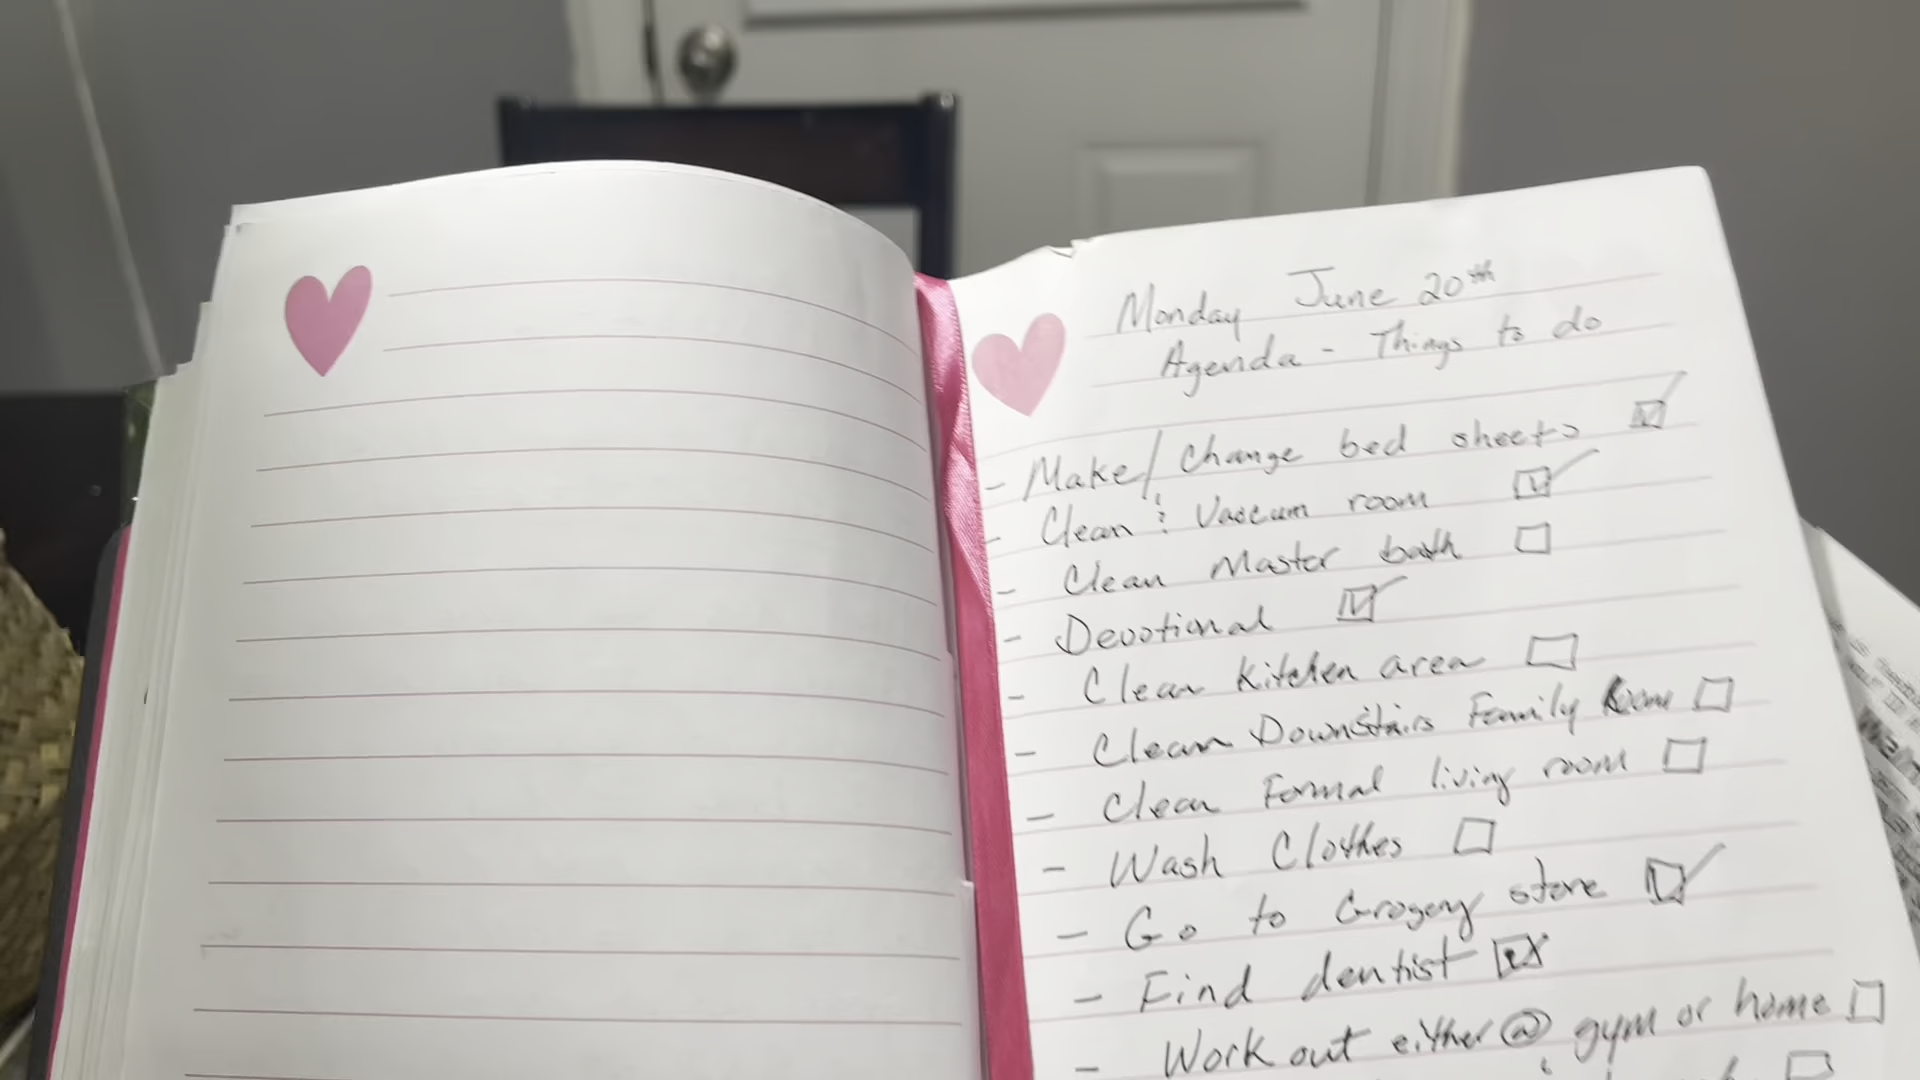 Monday June 20th
Agenda - Things to do
- Make/Change bed sheets
- Clean & Vaccum room
- Clean Master bath
- Devotional
- Clean Kitchen area
- Clean Downstairs Family Room
- Clean Formal living room
- Wash Clothes
- Go to Grogery store
- Find dentist
- Work out either @ gym or home